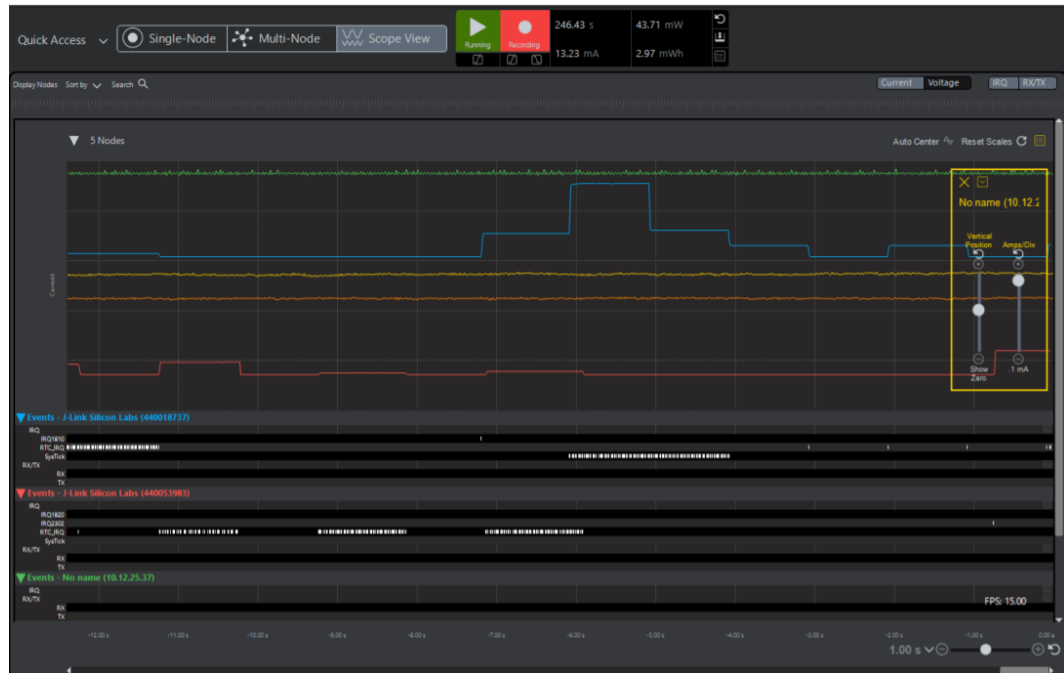 Quick Access Single-Node Multi-Node Scope View
Running
Recording
246.43 s 43.71 mW
13.23 mA 2.97 mWh
Display Nodes Sort by Search
Current Voltage IRQ RX/TX
5 Nodes
Auto Center Reset Scales
No name (10.12.2
Vertical Position
Amps/Div
Show Zero
.1 mA
Current
Events - J-Link Silicon Labs (440018737)
IRQ
IRQ1810
RTC_IRQ
SysTick
RX/TX
RX
TX
Events - J-Link Silicon Labs (440053983)
IRQ
IRQ1820
IRQ2302
RTC_IRQ
SysTick
RX/TX
RX
TX
Events - No name (10.12.25.37)
IRQ
RX/TX
RX
TX
FPS: 15.00
-12.00 s -11.00 s -10.00 s -9.00 s -8.00 s -7.00 s -6.00 s -5.00 s -4.00 s -3.00 s -2.00 s -1.00 s 0.00 s
1.00 s